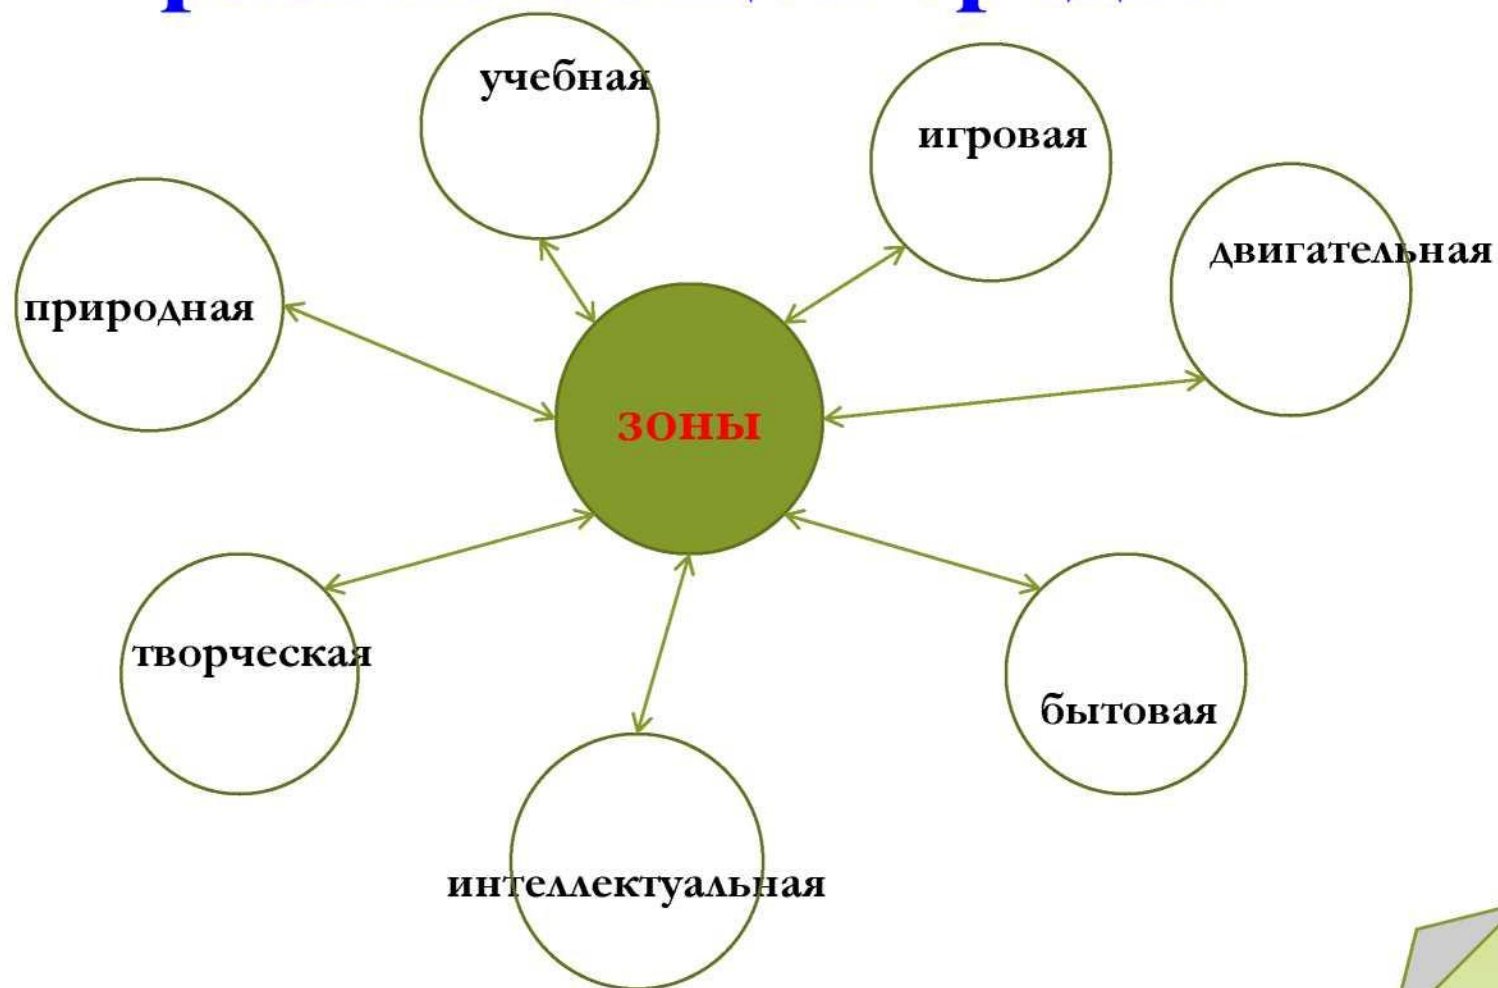 учебная
игровая
двигательная
природная
зоны
творческая
бытовая
интеллектуальная